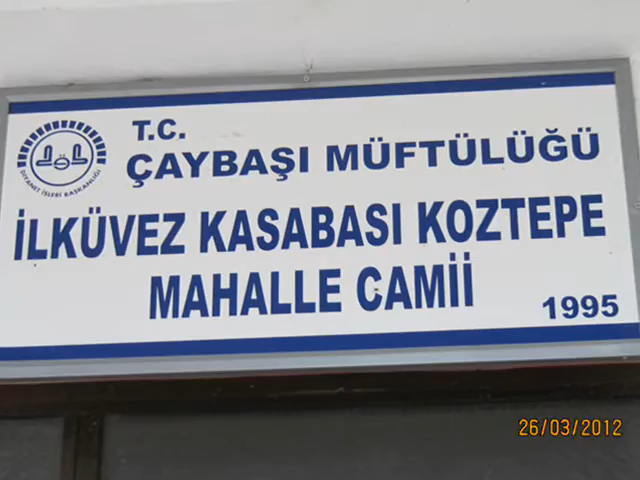 T.C.
ÇAYBAŞI MÜFTÜLÜĞÜ
DİYANET İŞLERİ BAŞKANLIĞI
İLKÜVEZ KASABASI KOZTEPE
MAHALLE CAMİİ
1995
26/03/2012